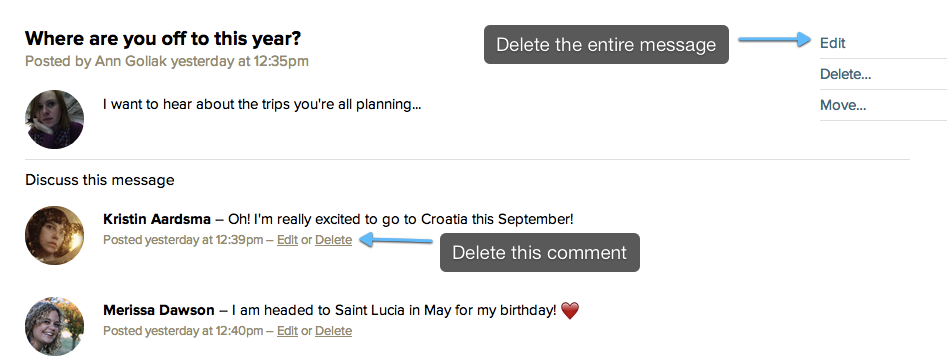 Where are you off to this year?
Posted by Ann Goliak yesterday at 12:35pm
Delete the entire message
Edit
Delete...
Move...
I want to hear about the trips you're all planning...
Discuss this message
Kristin Aardsma – Oh! I'm really excited to go to Croatia this September!
Posted yesterday at 12:39pm – Edit or Delete
Delete this comment
Merissa Dawson – I am headed to Saint Lucia in May for my birthday! ❤️
Posted yesterday at 12:40pm – Edit or Delete